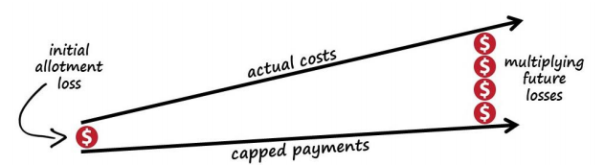 initial
allotment
loss
actual costs
$
$
$
$
$
multiplying
future
losses
capped payments